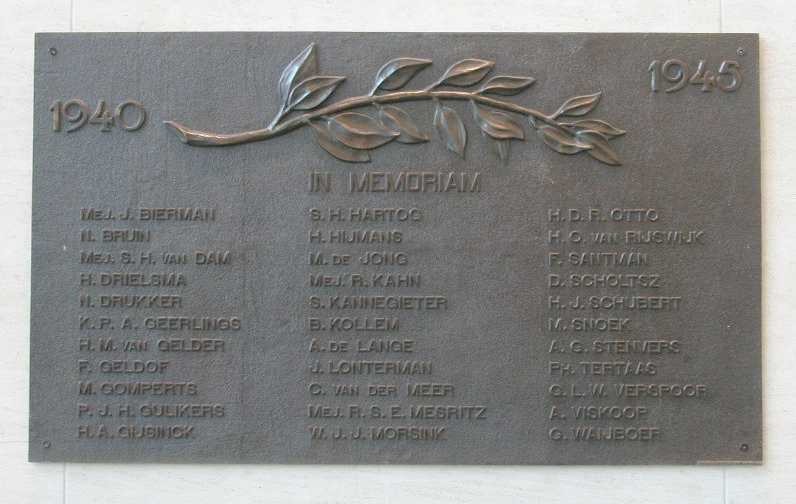 1940
1945
IN MEMORIAM
MEJ. J. BIERMAN
N. BRUIN
MEJ. S. H. VAN DAM
H. DRIELSMA
N. DRUKKER
K. P. A. GEERLINGS
H. M. VAN GELDER
F. GELDOF
M. GOMPERTS
P. J. H. GULIKERS
H. A. GIJSINCK
S. H. HARTOG
H. HIJMANS
M. DE JONG
MEJ. R. KAHN
S. KANNEGIETER
B. KOLLEM
A. DE LANGE
J. LONTERMAN
C. VAN DER MEER
MEJ. R. S. E. MESRITZ
W. J. J. MORSINK
H. D. R. OTTO
H. O. VAN RIJSWIJK
F. SANTMAN
D. SCHOLTSZ
H. J. SCHUBERT
M. SNOEK
A. G. STENVERS
PH. TERTAAS
G. L. W. VERSPOOR
A. VISKOOP
G. WAIJBOER